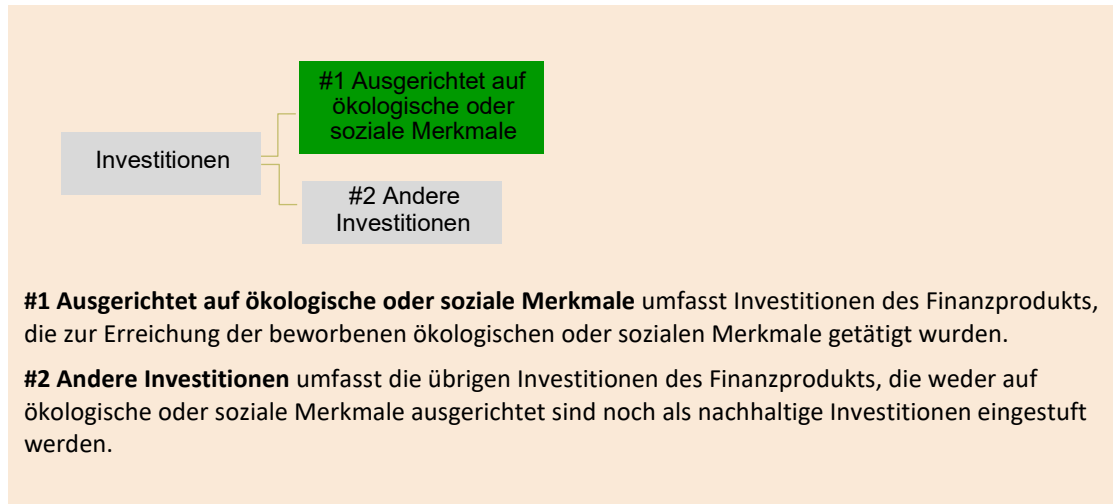 #1 Ausgerichtet auf
ökologische oder
soziale Merkmale
Investitionen
#2 Andere
Investitionen
#1 Ausgerichtet auf ökologische oder soziale Merkmale umfasst Investitionen des Finanzprodukts,
die zur Erreichung der beworbenen ökologischen oder sozialen Merkmale getätigt wurden.
#2 Andere Investitionen umfasst die übrigen Investitionen des Finanzprodukts, die weder auf
ökologische oder soziale Merkmale ausgerichtet sind noch als nachhaltige Investitionen eingestuft
werden.